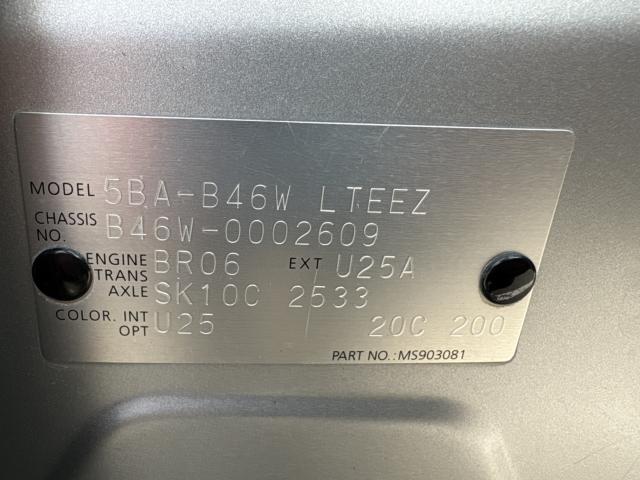 MODEL 5BA-B46W LTEEZ
CHASSIS NO. B46W-0002609
ENGINE BR06 EXT U25A
TRANS AXLE SK10C 2533
COLOR. INT OPT U25 20C 200
PART NO.: MS903081